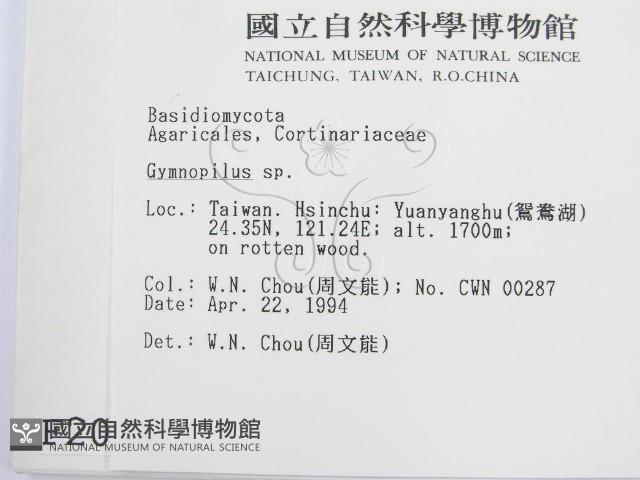 國立自然科學博物館
NATIONAL MUSEUM OF NATURAL SCIENCE
TAICHUNG, TAIWAN, R.O.CHINA
Basidiomycota
Agaricales, Cortinariaceae
Gymnopilus sp.
Loc.: Taiwan. Hsinchu: Yuanyanghu(鴛鴦湖)
24.35N, 121.24E; alt. 1700m;
on rotten wood.
Col.: W.N. Chou(周文能); No. CWN 00287
Date: Apr. 22, 1994
Det.: W.N. Chou(周文能)
國立自然科學博物館
NATIONAL MUSEUM OF NATURAL SCIENCE